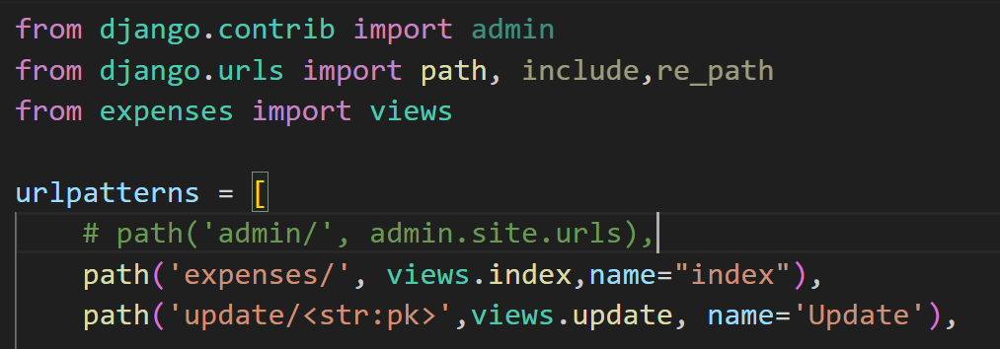 from django.contrib import admin
from django.urls import path, include,re_path
from expenses import views
urlpatterns = [
# path('admin/', admin.site.urls),
path('expenses/', views.index,name="index"),
path('update/<str:pk>',views.update, name='Update'),